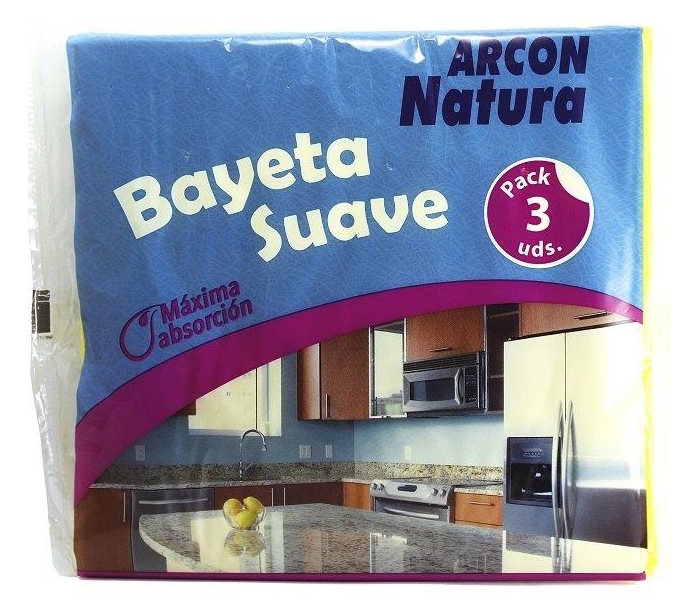 ARCON
Natura
Bayeta
Suave
Pack
3
uds.
Máxima
absorción